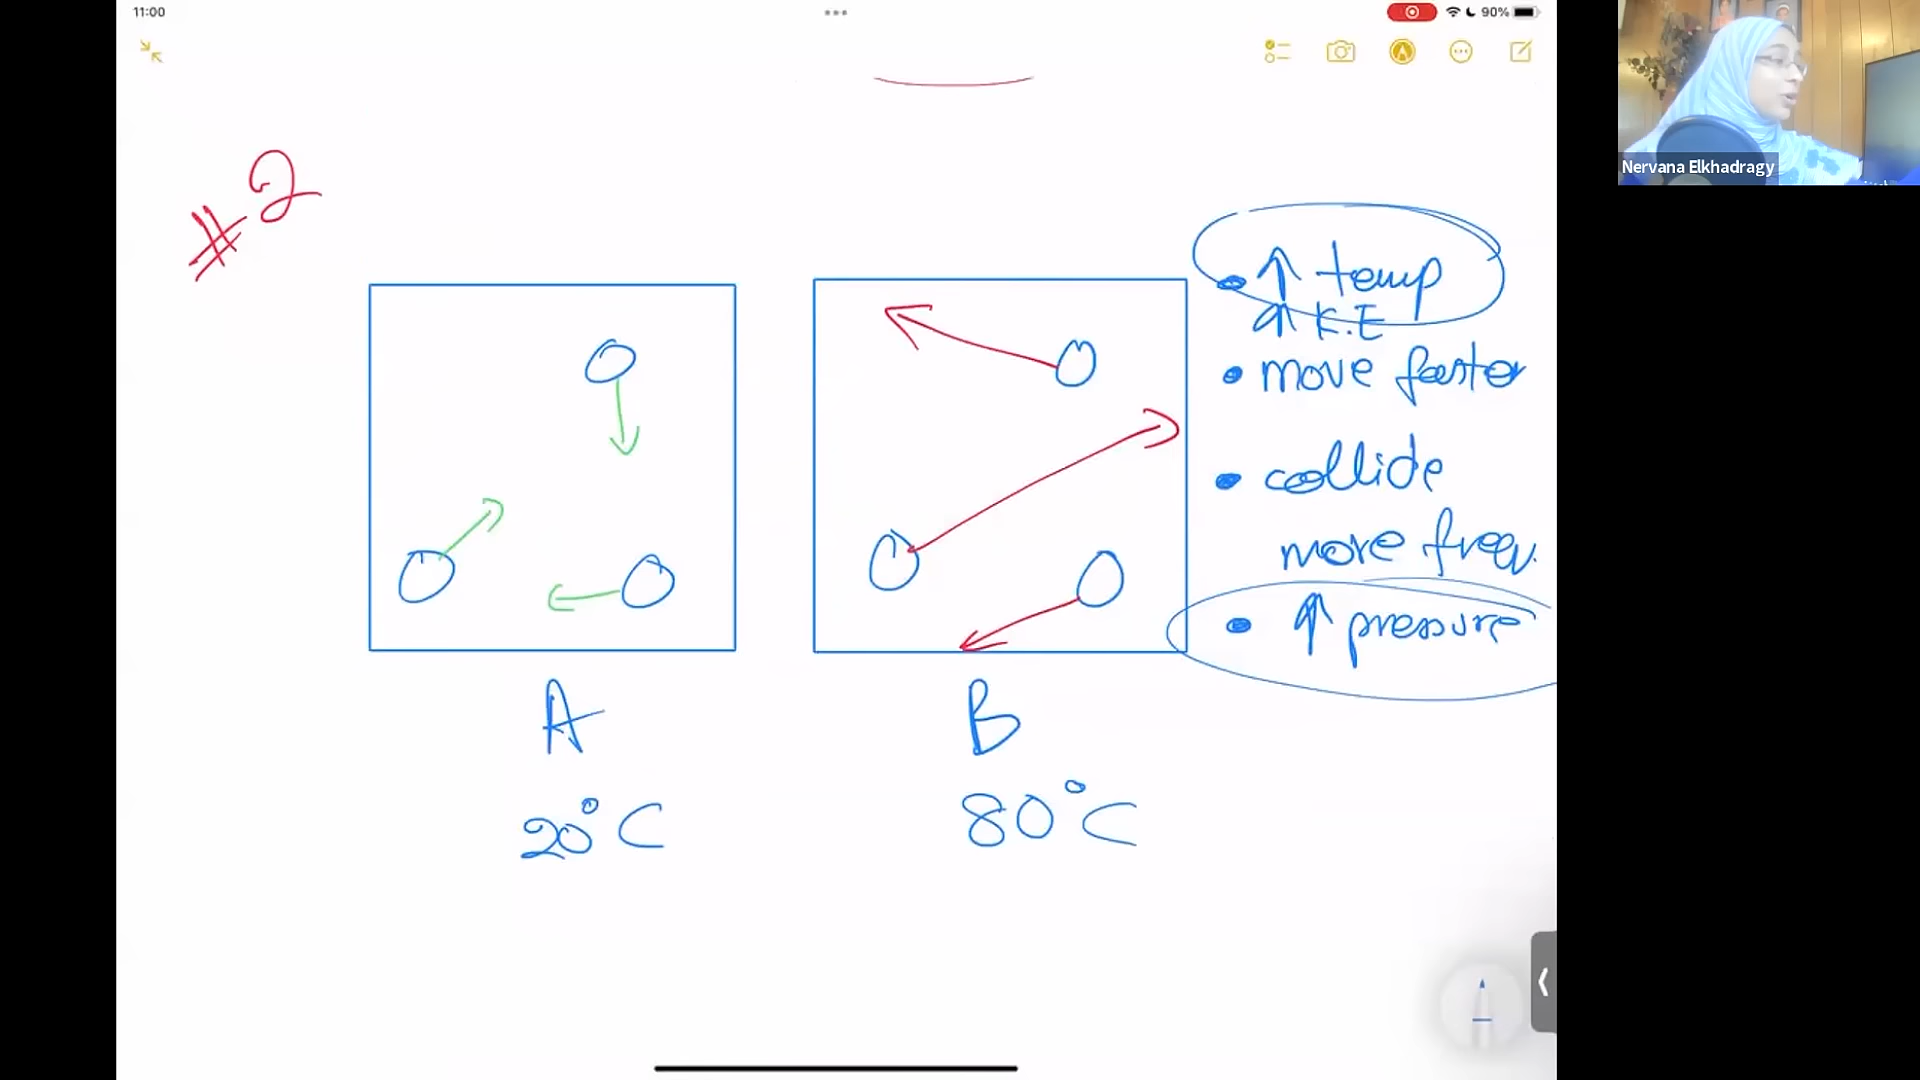 11:00
90%
Nervana Elkhadragy
#2
• ↑ temp
↑ K.E
• move faster
• collide
more freq.
• ↑ pressure
A
B
20°C
80°C